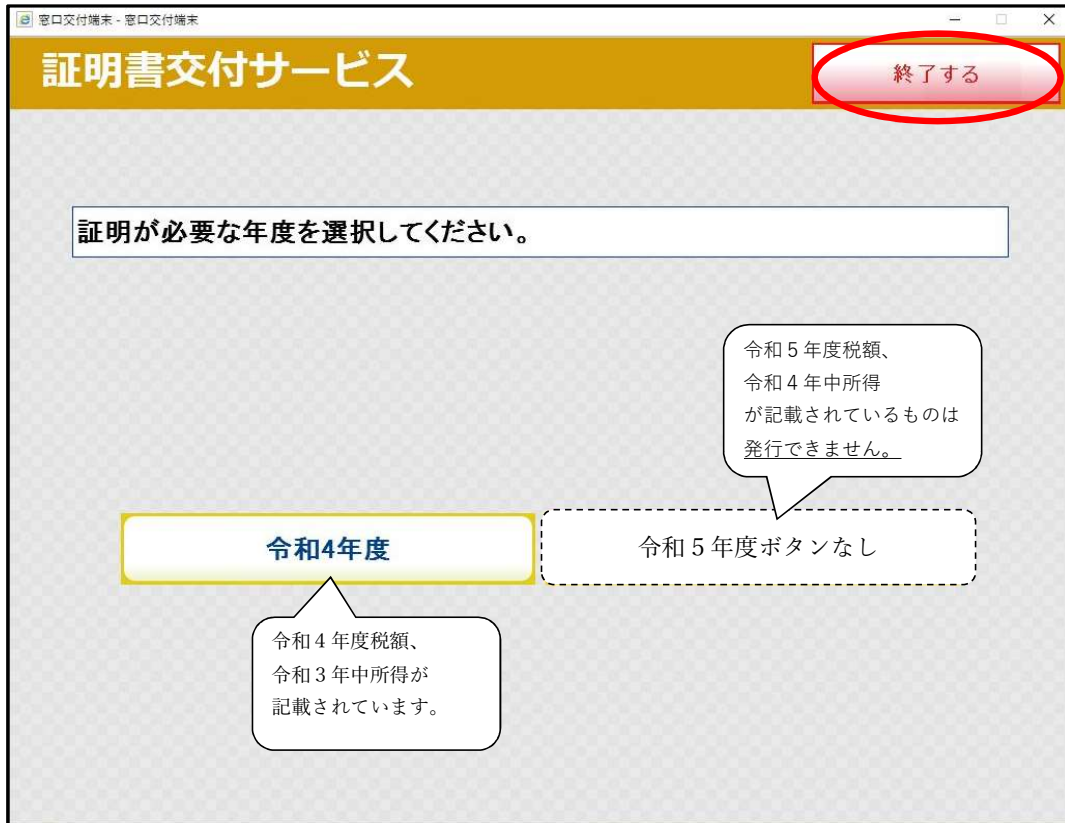 窓口交付端末 - 窓口交付端末
証明書交付サービス
終了する
証明が必要な年度を選択してください。
令和５年度税額、
令和４年中所得
が記載されているものは
発行できません。
令和4年度
令和５年度ボタンなし
令和４年度税額、
令和３年中所得が
記載されています。